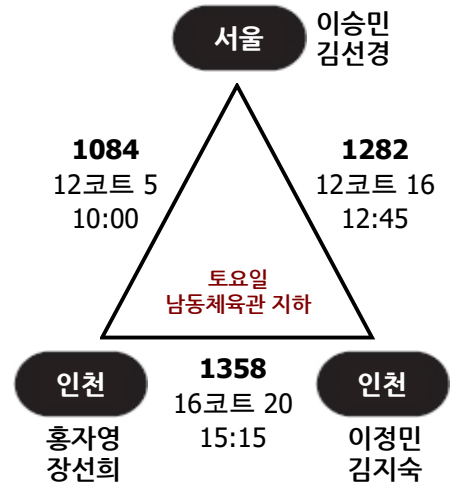 서울
이승민
김선경
1084
12코트 5
10:00
1282
12코트 16
12:45
토요일
남동체육관 지하
인천
홍자영
장선희
1358
16코트 20
15:15
인천
이정민
김지숙